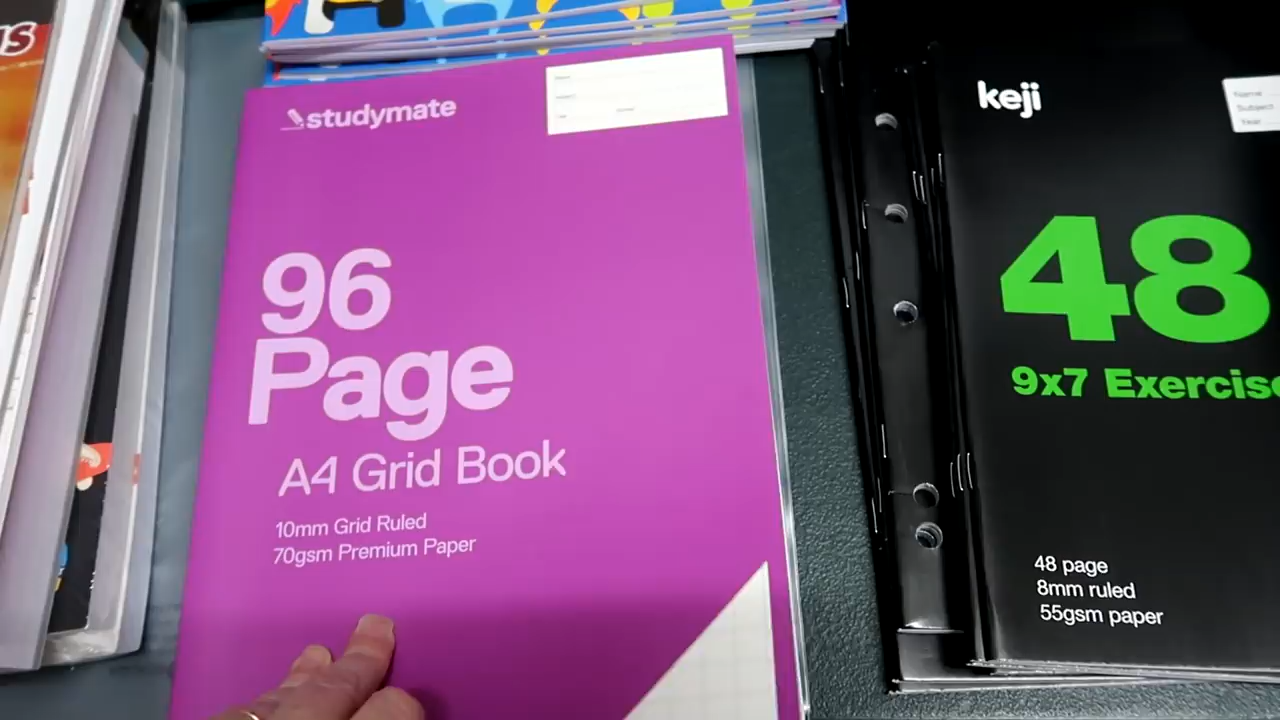 studymate
96
Page
A4 Grid Book
10mm Grid Ruled
70gsm Premium Paper
keji
Name
Subject
Year
48
9x7 Exercise
48 page
8mm ruled
55gsm paper